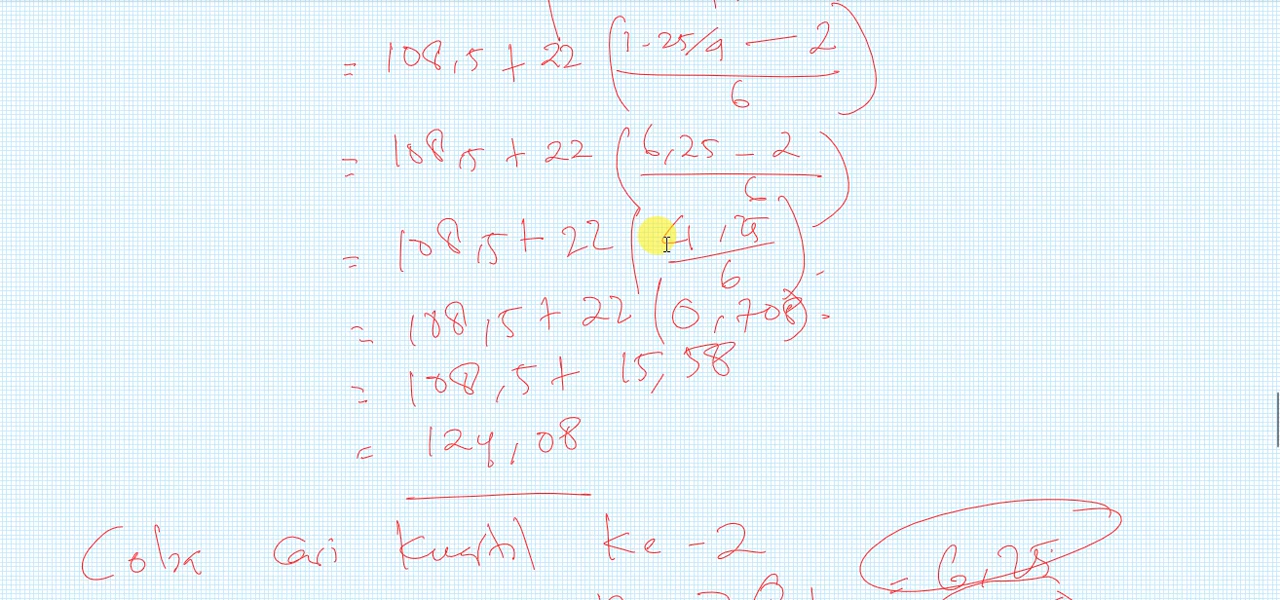 = 108,5 + 22 (1.25/4 - 2 / 6)
= 108,5 + 22 (6,25 - 2 / 6)
= 108,5 + 22 (4,25 / 6)
= 108,5 + 22 (0,708)
= 108,5 + 15,58
= 124,08
Coba Cari Kuartil Ke-2
= 6,25